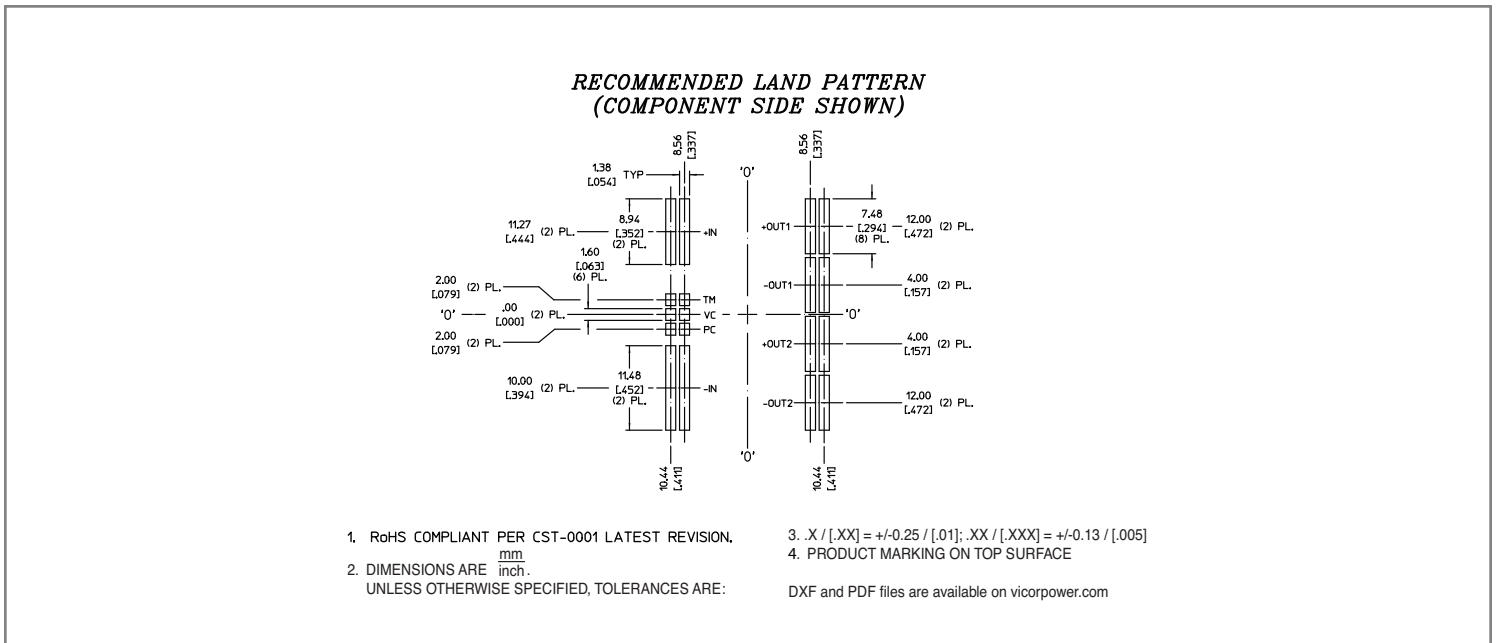 RECOMMENDED LAND PATTERN
(COMPONENT SIDE SHOWN)
8.56
[.337]
8.56
[.337]
1.38
[.054]
TYP
'0'
11.27
[.444]
(2) PL.
8.94
[.352]
(2) PL.
+IN
+OUT1
7.48
[.294]
(8) PL.
12.00
[.472]
(2) PL.
1.60
[.063]
(6) PL.
2.00
[.079]
(2) PL.
TM
-OUT1
4.00
[.157]
(2) PL.
'0'
.00
[.000]
(2) PL.
VC
'0'
2.00
[.079]
(2) PL.
PC
+OUT2
4.00
[.157]
(2) PL.
10.00
[.394]
(2) PL.
11.48
[.452]
(2) PL.
-IN
-OUT2
12.00
[.472]
(2) PL.
'0'
10.44
[.411]
10.44
[.411]
1. RoHS COMPLIANT PER CST-0001 LATEST REVISION.
2. DIMENSIONS ARE mm
inch.
UNLESS OTHERWISE SPECIFIED, TOLERANCES ARE:
3. .X / [.XX] = +/-0.25 / [.01]; .XX / [.XXX] = +/-0.13 / [.005]
4. PRODUCT MARKING ON TOP SURFACE
DXF and PDF files are available on vicorpower.com